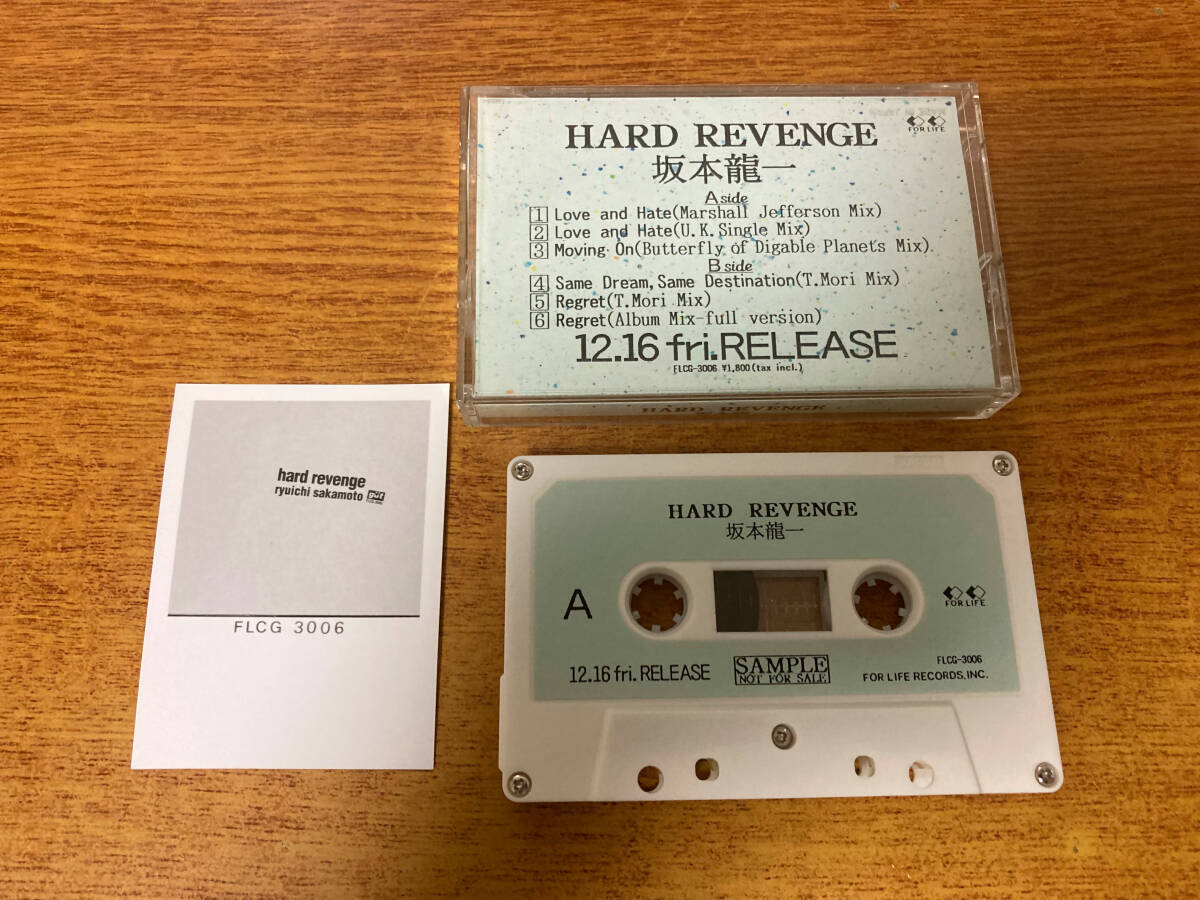 HARD REVENGE
FOR LIFE
坂本龍一
A side
1 Love and Hate(Marshall Jefferson Mix)
2 Love and Hate(U.K.Single Mix)
3 Moving On(Butterfly of Digable Planets Mix)
B side
4 Same Dream,Same Destination(T.Mori Mix)
5 Regret(T.Mori Mix)
6 Regret(Album Mix-full version)
12.16 fri.RELEASE
FLCG-3006 ¥1,800(tax incl.)
HARD REVENGE
hard revenge
ryuichi sakamoto gut
FLCG 3006
HARD REVENGE
坂本龍一
A
FOR LIFE
12.16 fri. RELEASE
SAMPLE
NOT FOR SALE
FLCG-3006
FOR LIFE RECORDS, INC.